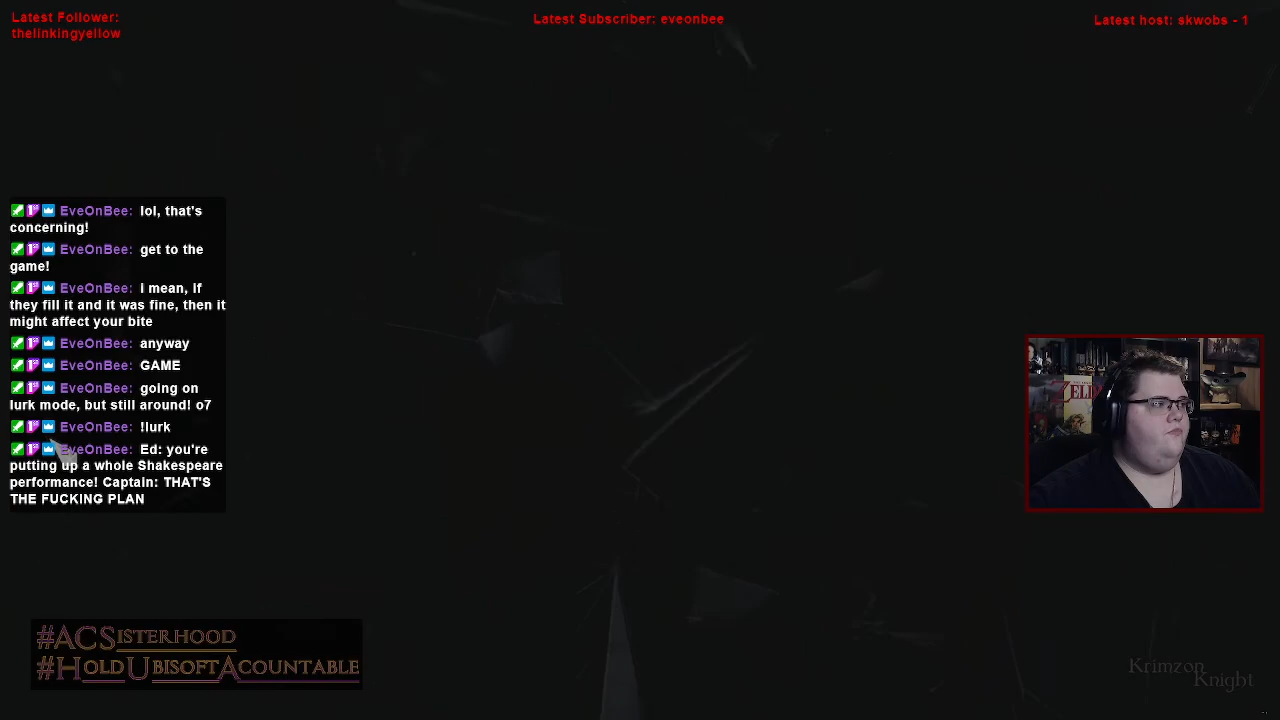 Latest Follower:
thelinkingyellow
Latest Subscriber: eveonbee
Latest host: skwobs - 1
EveOnBee: lol, that's
concerning!
EveOnBee: get to the
game!
EveOnBee: I mean, If
they fill it and it was fine, then it
might affect your bite
EveOnBee: anyway
EveOnBee: GAME
EveOnBee: going on
lurk mode, but still around! o7
EveOnBee: !lurk
EveOnBee: Ed: you're
putting up a whole Shakespeare
performance! Captain: THAT'S
THE FUCKING PLAN
ZELD
#ACSISTERHOOD
#HOLDUBISOFTACOUNTABLE
Krimzon
Knight